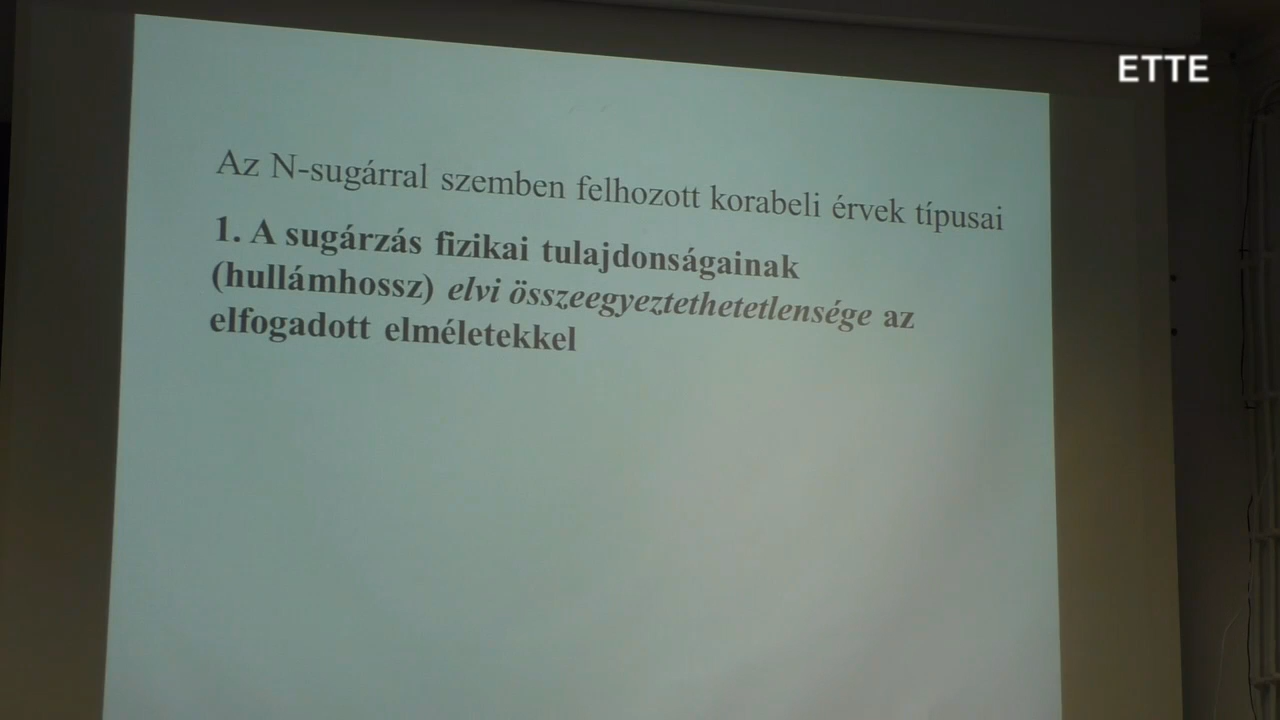 ETTE
Az N-sugárral szemben felhozott korabeli érvek típusai
1. A sugárzás fizikai tulajdonságainak
(hullámhossz) elvi összeegyeztethetetlensége az
elfogadott elméletekkel